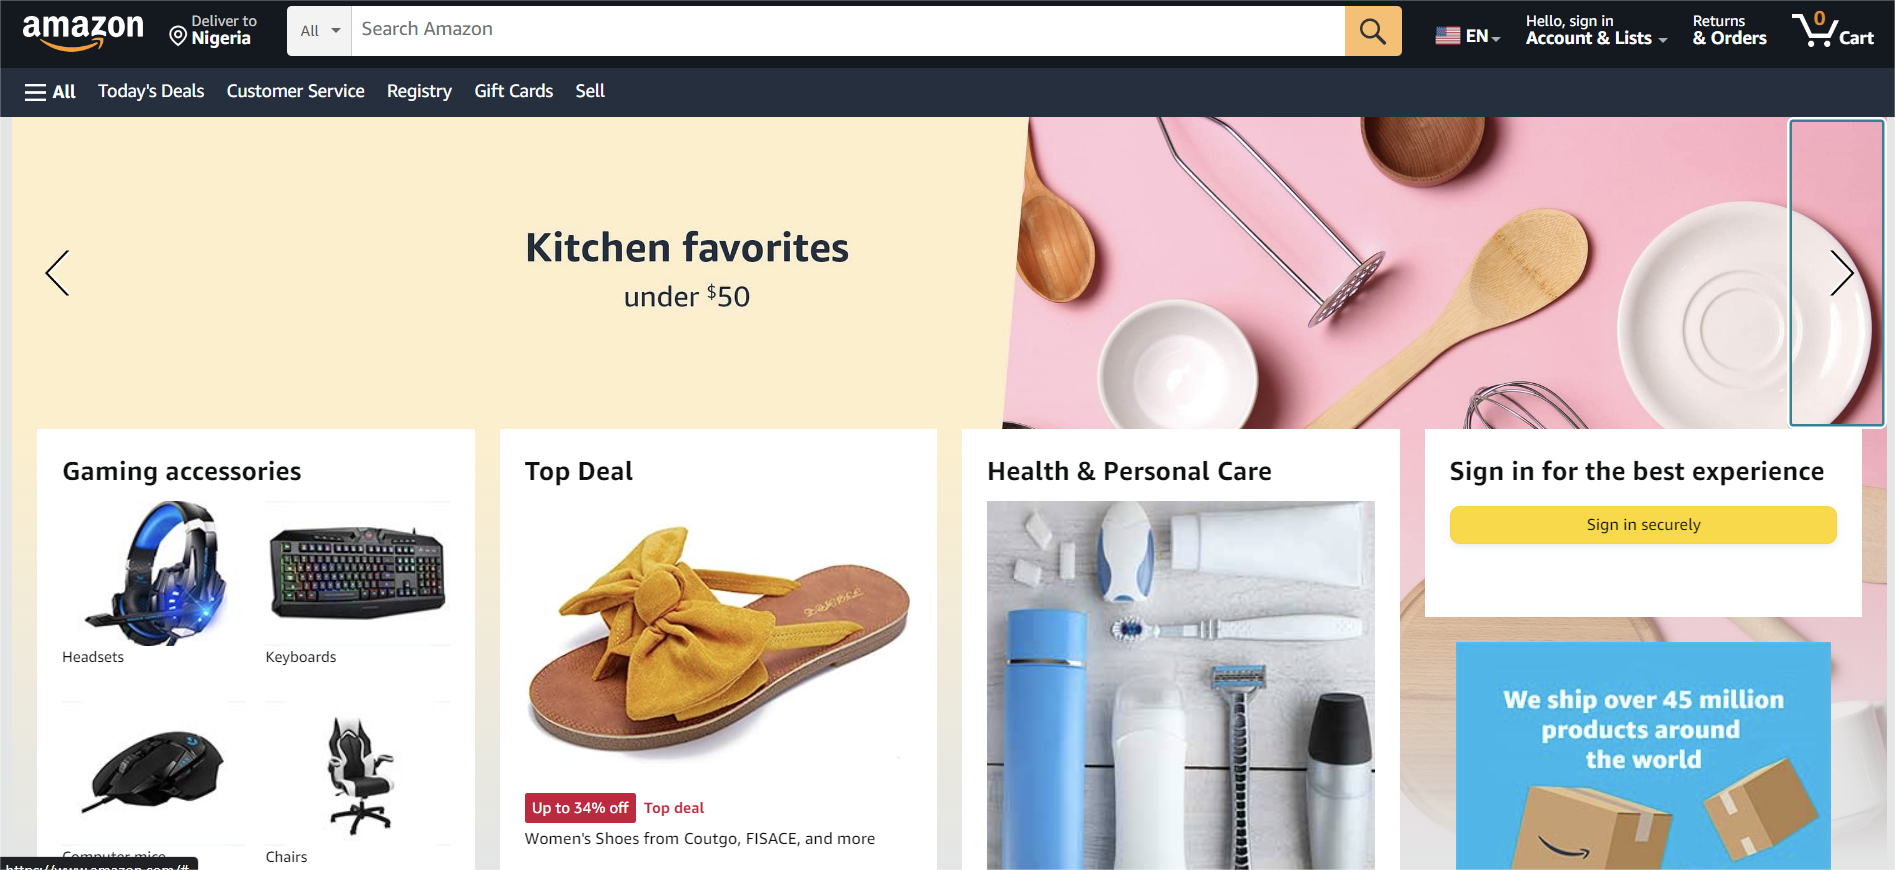 amazon
Deliver to
Nigeria
All
Search Amazon
EN
Hello, sign in
Account & Lists
Returns
& Orders
0
Cart
All
Today's Deals
Customer Service
Registry
Gift Cards
Sell
Kitchen favorites
under $50
Gaming accessories
Headsets
Keyboards
Computer mice
Chairs
Top Deal
Up to 34% off
Top deal
Women's Shoes from Coutgo, FISACE, and more
Health & Personal Care
Sign in for the best experience
Sign in securely
We ship over 45 million
products around
the world
https://www.amazon.com/#